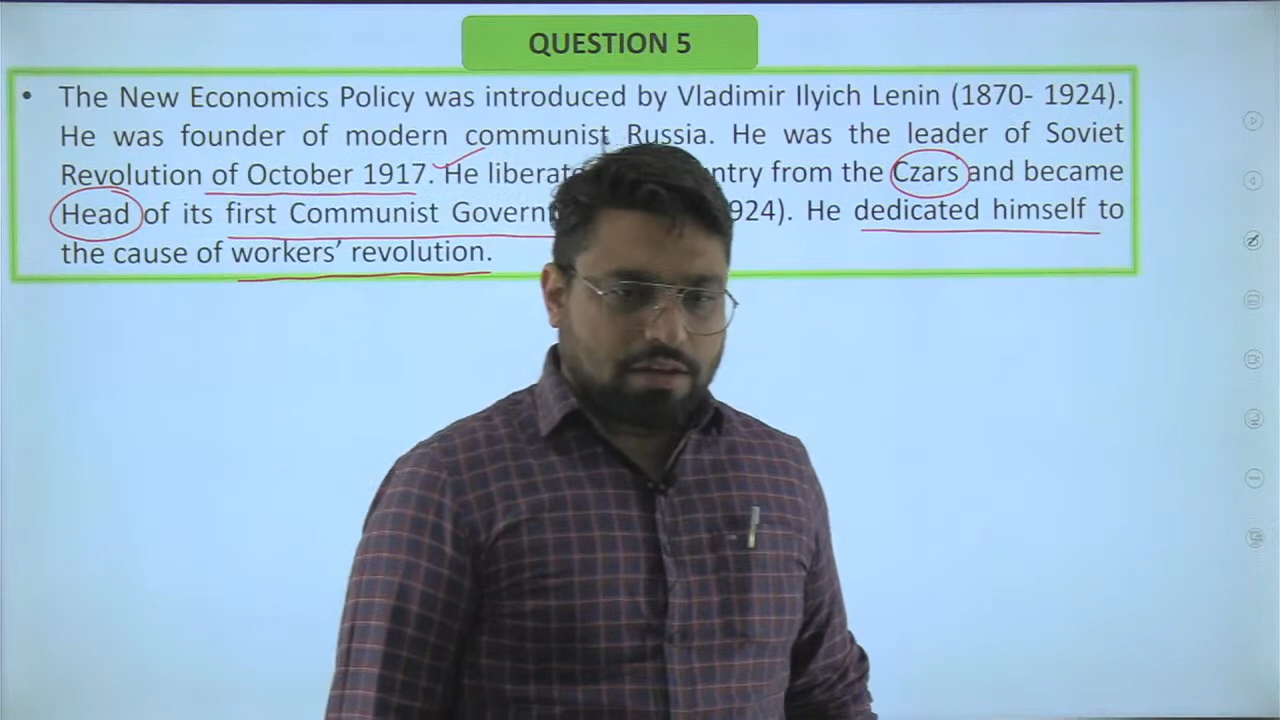 QUESTION 5
• The New Economics Policy was introduced by Vladimir Ilyich Lenin (1870- 1924).
He was founder of modern communist Russia. He was the leader of Soviet
Revolution of October 1917. He liberate ntry from the Czars and became
Head of its first Communist Govern 924). He dedicated himself to
the cause of workers’ revolution.